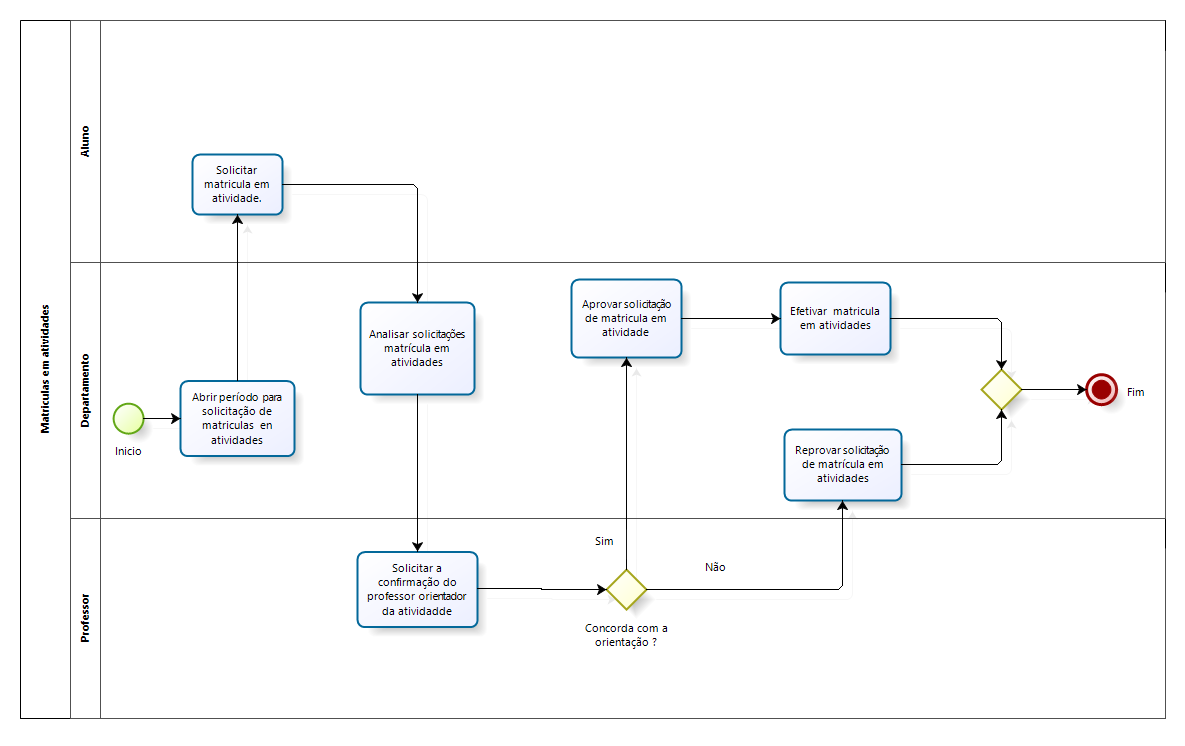 Matrículas em atividades
Aluno
Solicitar
matricula em
atividade.
Departamento
Inicio
Abrir período para
solicitação de
matriculas en
atividades
Analisar solicitações
matrícula em
atividades
Aprovar solicitação
de matricula em
atividade
Efetivar matricula
em atividades
Reprovar solicitação
de matrícula em
atividades
Fim
Professor
Solicitar a
confirmação do
professor orientador
da atividadde
Sim
Não
Concorda com a
orientação ?